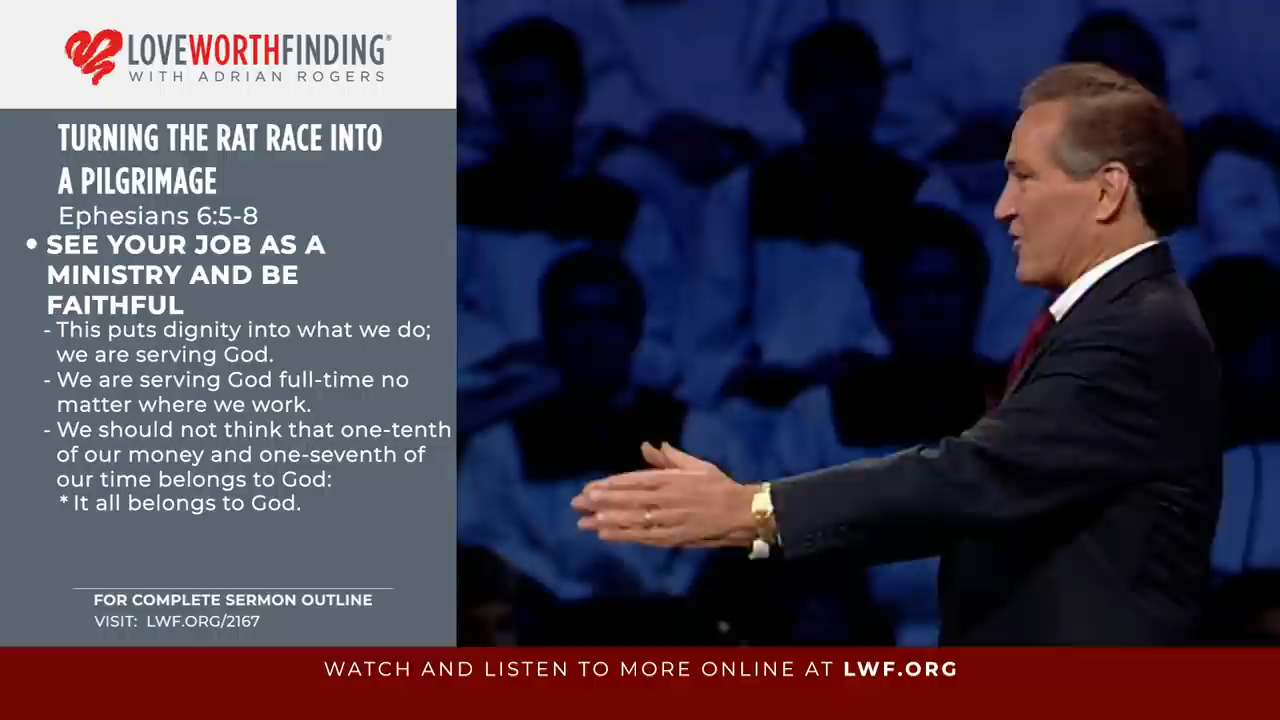 LOVEWORTHFINDING®
WITH ADRIAN ROGERS
TURNING THE RAT RACE INTO
A PILGRIMAGE
Ephesians 6:5-8
• SEE YOUR JOB AS A
MINISTRY AND BE
FAITHFUL
- This puts dignity into what we do;
we are serving God.
- We are serving God full-time no
matter where we work.
- We should not think that one-tenth
of our money and one-seventh of
our time belongs to God:
* It all belongs to God.
FOR COMPLETE SERMON OUTLINE
VISIT: LWF.ORG/2167
WATCH AND LISTEN TO MORE ONLINE AT LWF.ORG